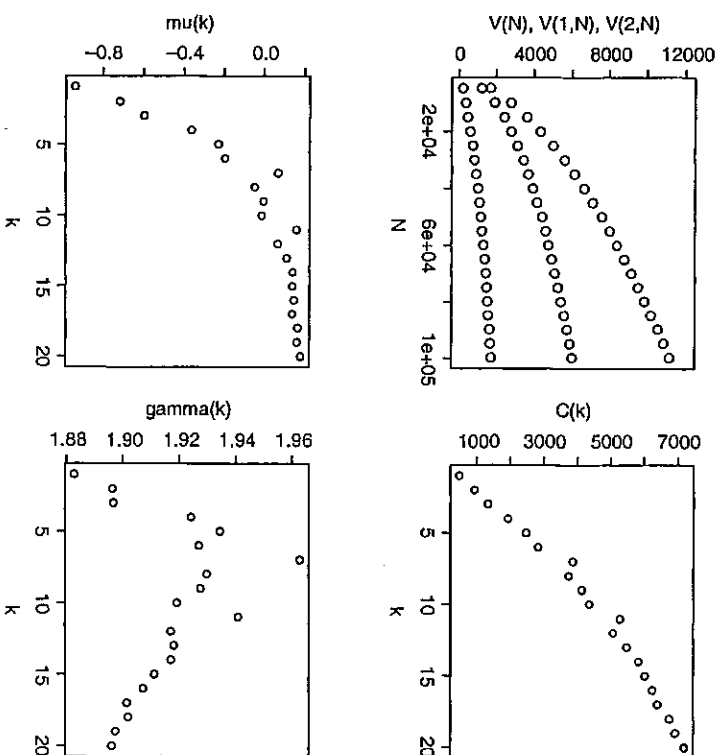 mu(k)
-0.8 -0.4 0.0
5 10 15 20
k
V(N), V(1,N), V(2,N)
0 4000 8000 12000
2e+04 6e+04 1e+05
N
gamma(k)
1.88 1.90 1.92 1.94 1.96
5 10 15 20
k
C(k)
1000 3000 5000 7000
5 10 15 20
k